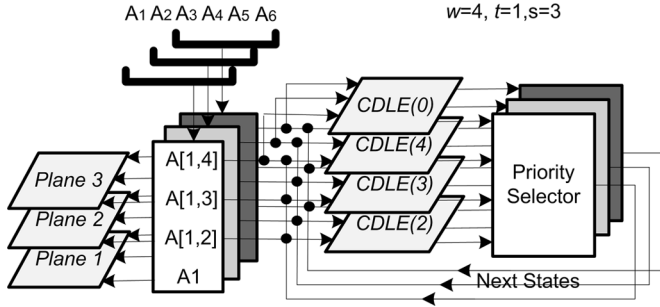 A1 A2 A3 A4 A5 A6
w=4, t=1,s=3
CDLE(0)
A[1,4]
CDLE(4)
Plane 3
Priority
Selector
A[1,3]
CDLE(3)
Plane 2
A[1,2]
CDLE(2)
Plane 1
A1
Next States